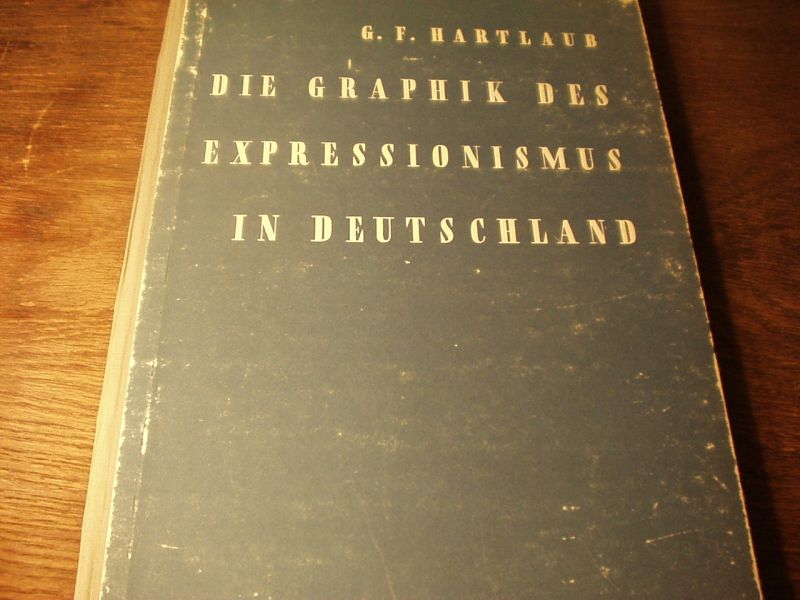 G. F. HARTLAUB
DIE GRAPHIK DES
EXPRESSIONISMUS
IN DEUTSCHLAND